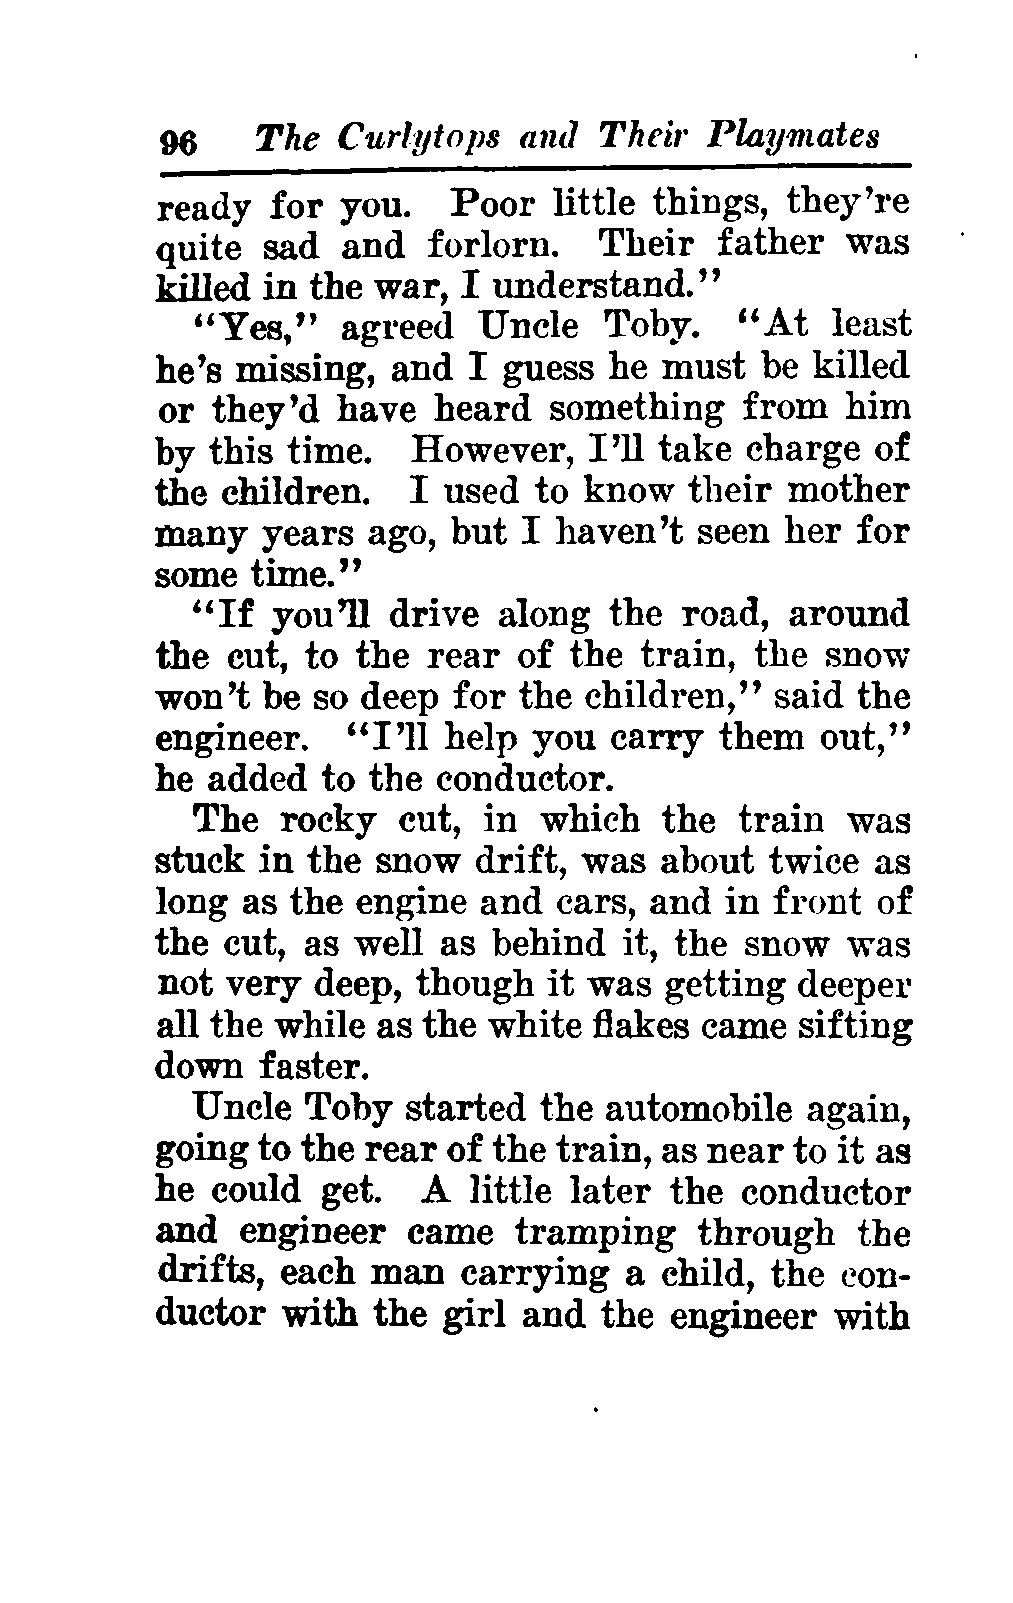 96 The Curlytops and Their Playmates
ready for you. Poor little things, they're
quite sad and forlorn. Their father was
killed in the war, I understand."
"Yes," agreed Uncle Toby. "At least
he's missing, and I guess he must be killed
or they'd have heard something from him
by this time. However, I'll take charge of
the children. I used to know their mother
many years ago, but I haven't seen her for
some time."
"If you'll drive along the road, around
the cut, to the rear of the train, the snow
won't be so deep for the children," said the
engineer. "I'll help you carry them out,"
he added to the conductor.
The rocky cut, in which the train was
stuck in the snow drift, was about twice as
long as the engine and cars, and in front of
the cut, as well as behind it, the snow was
not very deep, though it was getting deeper
all the while as the white flakes came sifting
down faster.
Uncle Toby started the automobile again,
going to the rear of the train, as near to it as
he could get. A little later the conductor
and engineer came tramping through the
drifts, each man carrying a child, the con-
ductor with the girl and the engineer with